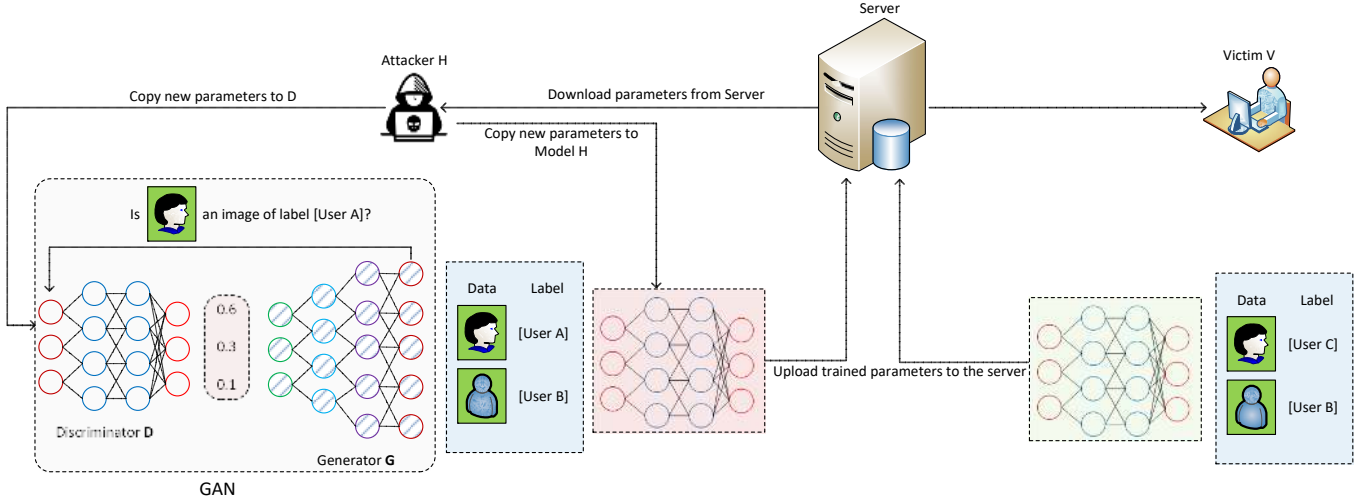 Server
Attacker H
Victim V
Copy new parameters to D
Download parameters from Server
Copy new parameters to
Model H
Is
an image of label [User A]?
Data
Label
[User A]
[User B]
0.6
0.3
0.1
Discriminator D
Generator G
GAN
Upload trained parameters to the server
Data
Label
[User C]
[User B]